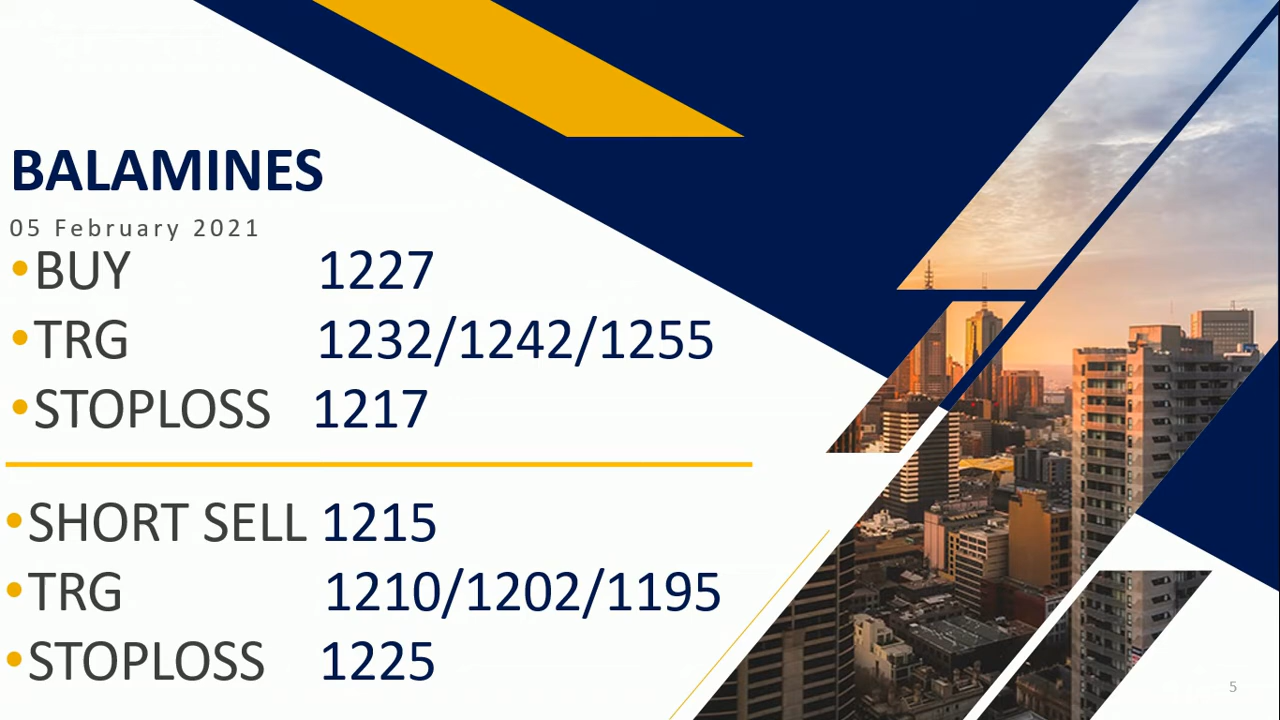 BALAMINES
05 February 2021
•BUY 1227
•TRG 1232/1242/1255
•STOPLOSS 1217
•SHORT SELL 1215
•TRG 1210/1202/1195
•STOPLOSS 1225
5